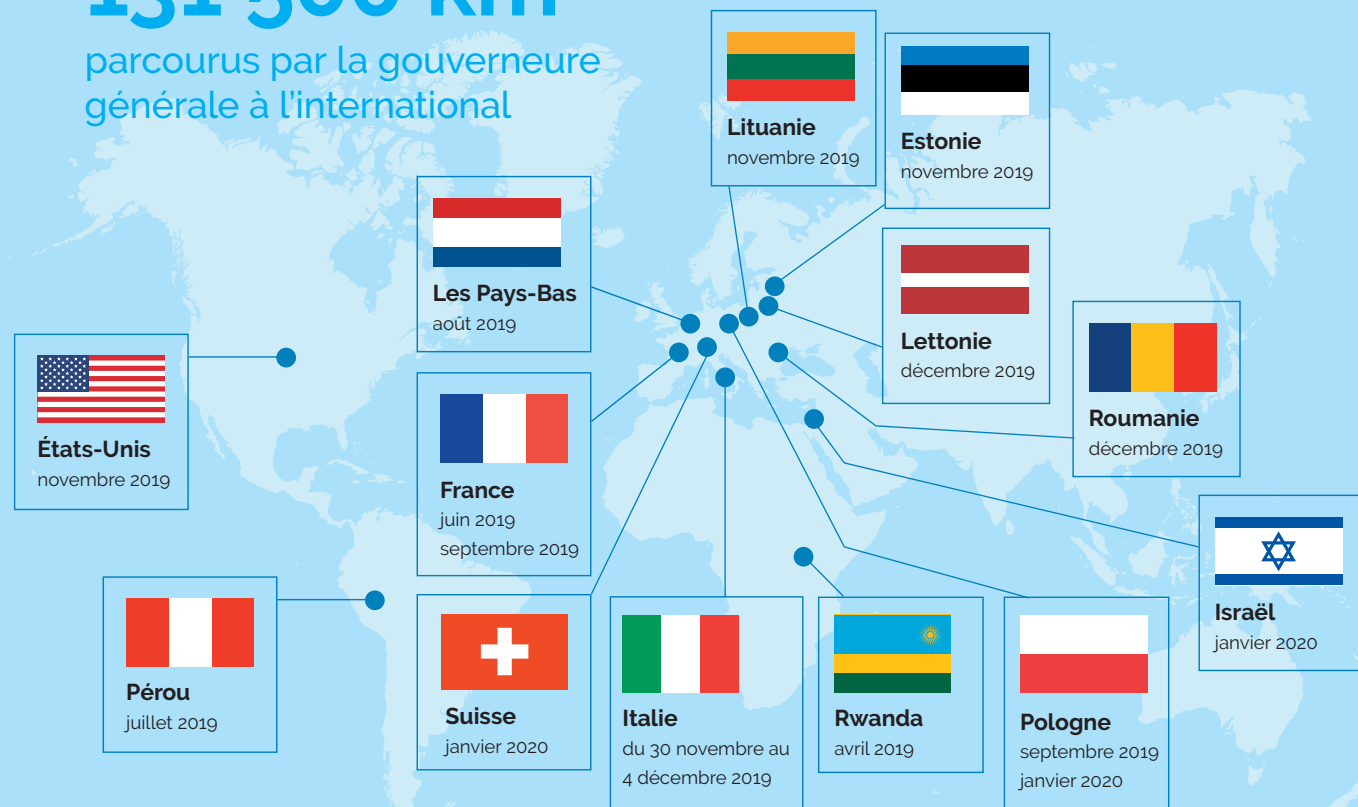 131 500 km
parcourus par la gouverneure
générale à l'international
Lituanie
novembre 2019
Estonie
novembre 2019
Les Pays-Bas
août 2019
Lettonie
décembre 2019
Roumanie
décembre 2019
États-Unis
novembre 2019
France
juin 2019
septembre 2019
Israël
janvier 2020
Pérou
juillet 2019
Suisse
janvier 2020
Italie
du 30 novembre au
4 décembre 2019
Rwanda
avril 2019
Pologne
septembre 2019
janvier 2020